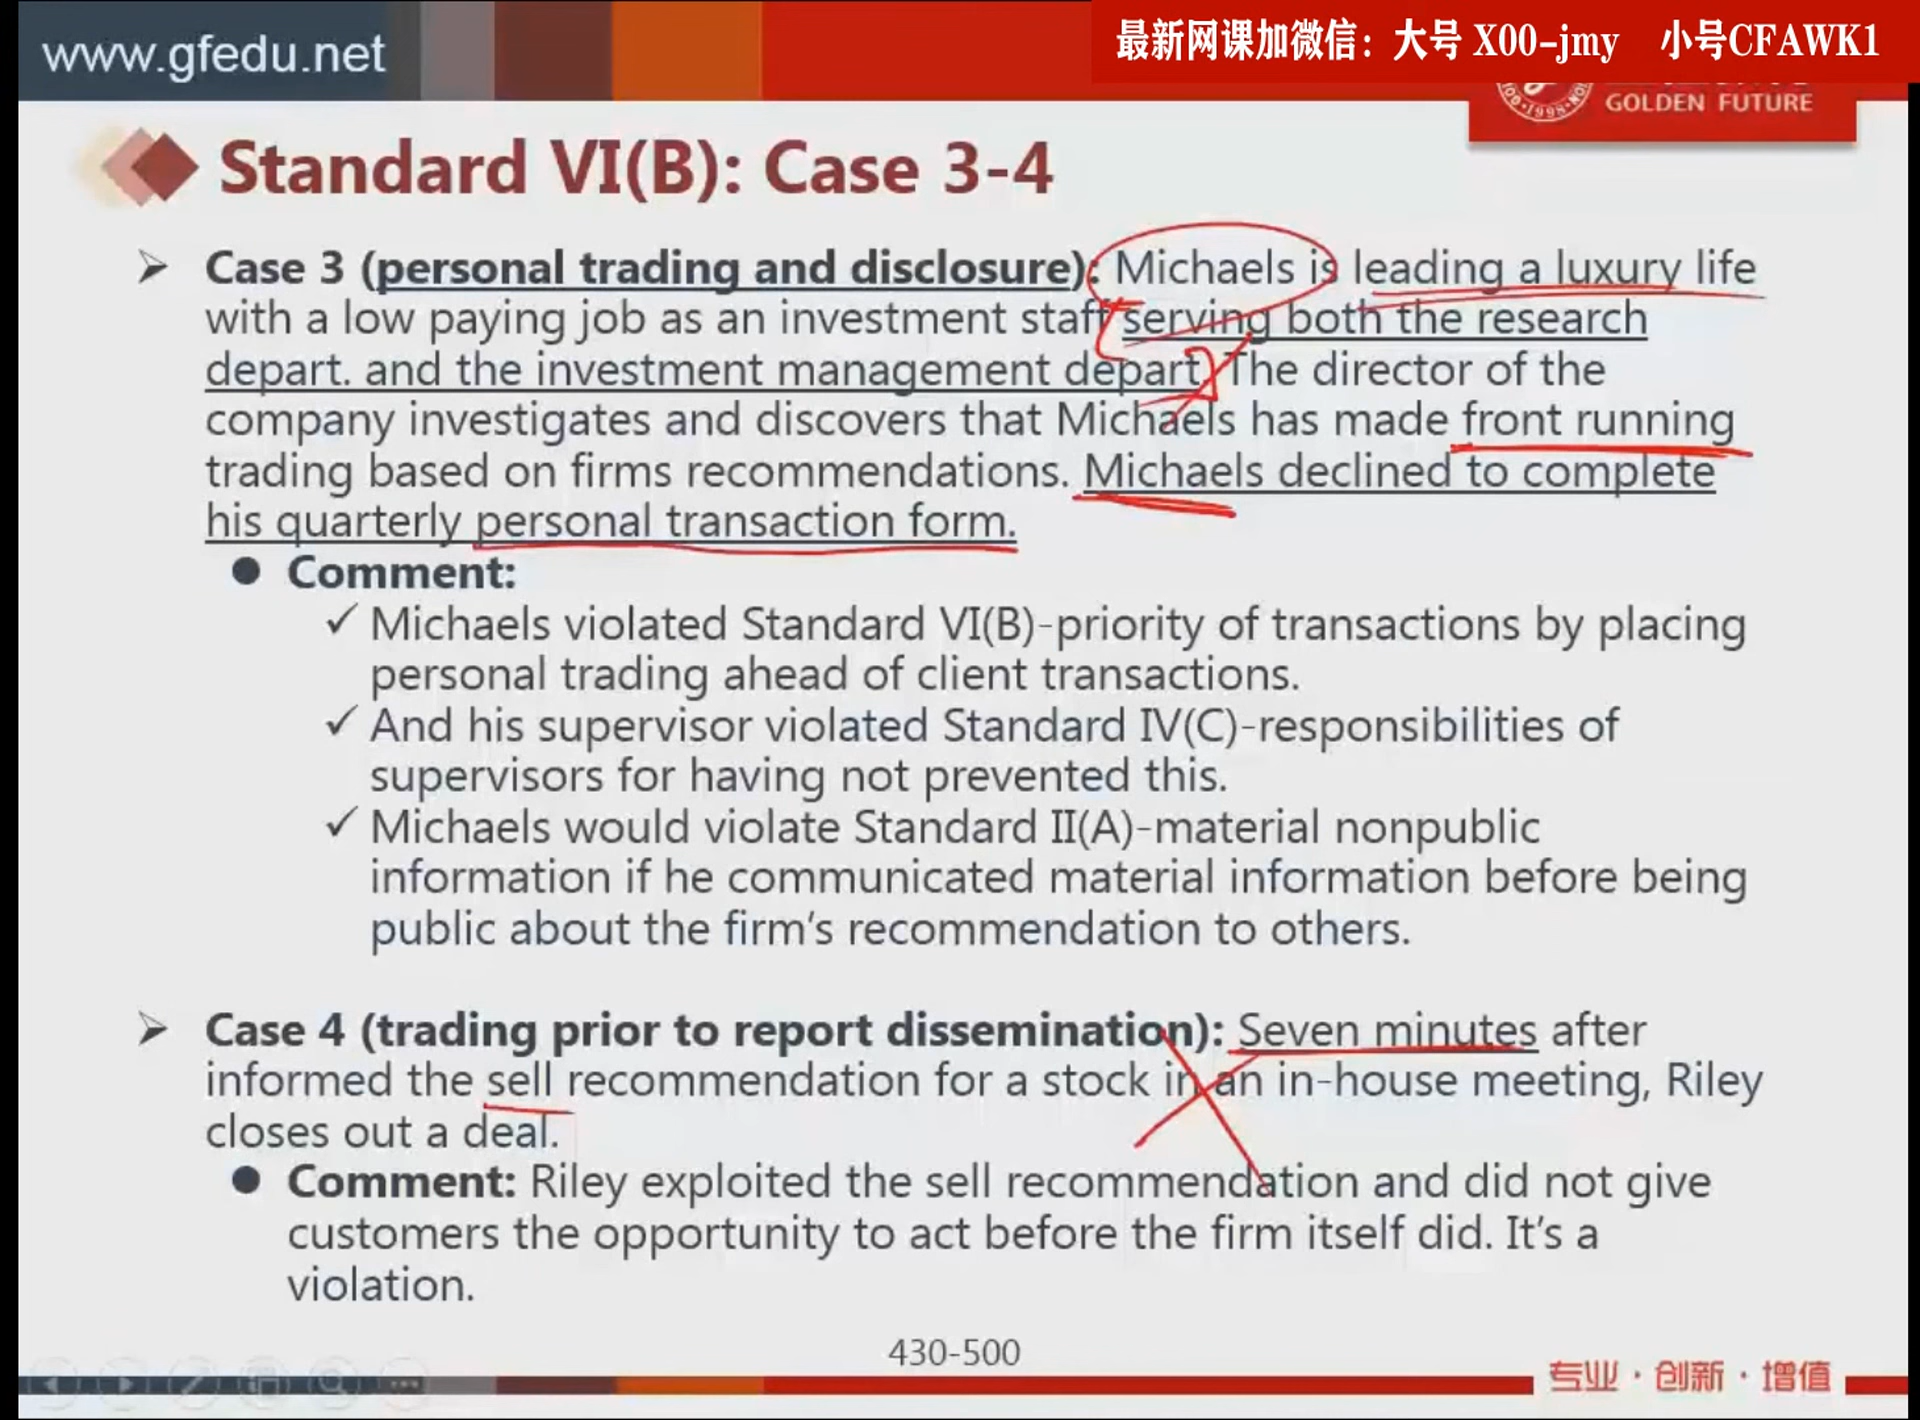 www.gfedu.net
最新网课加微信：大号 X00-jmy 小号CFAWK1
GOLDEN FUTURE
Standard VI(B): Case 3-4
➢ Case 3 (personal trading and disclosure): Michaels is leading a luxury life
with a low paying job as an investment staff serving both the research
depart. and the investment management depart. The director of the
company investigates and discovers that Michaels has made front running
trading based on firms recommendations. Michaels declined to complete
his quarterly personal transaction form.
● Comment:
✓ Michaels violated Standard VI(B)-priority of transactions by placing
personal trading ahead of client transactions.
✓ And his supervisor violated Standard IV(C)-responsibilities of
supervisors for having not prevented this.
✓ Michaels would violate Standard II(A)-material nonpublic
information if he communicated material information before being
public about the firm's recommendation to others.
➢ Case 4 (trading prior to report dissemination): Seven minutes after
informed the sell recommendation for a stock in an in-house meeting, Riley
closes out a deal.
● Comment: Riley exploited the sell recommendation and did not give
customers the opportunity to act before the firm itself did. It's a
violation.
430-500
专业·创新·增值